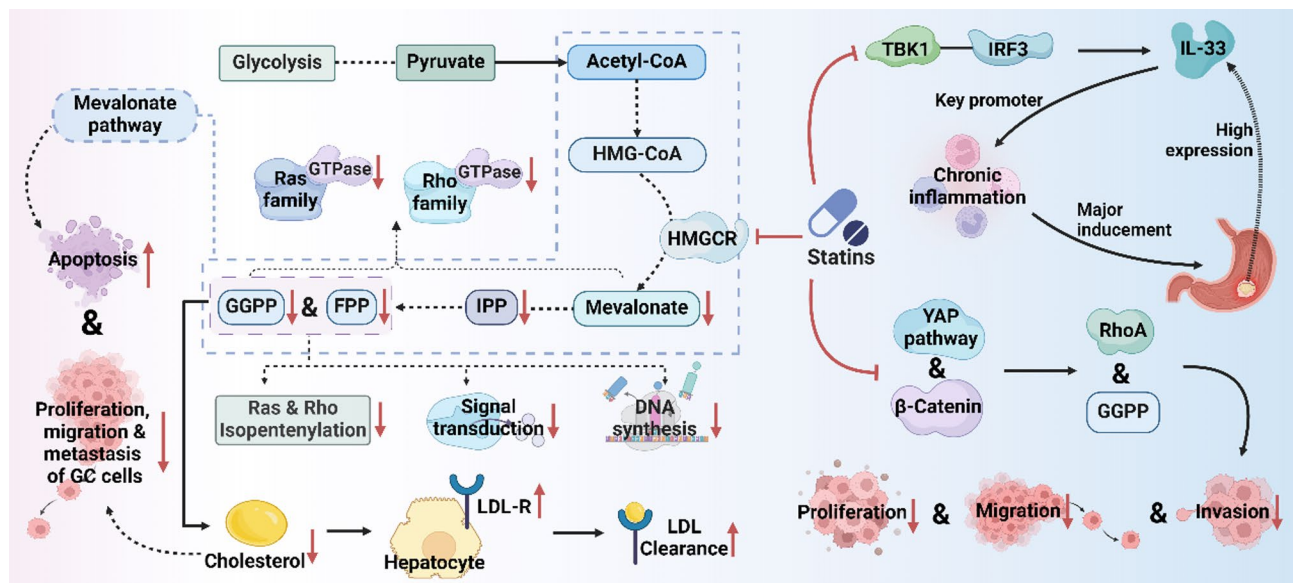 Glycolysis
Pyruvate
Acetyl-CoA
Mevalonate
pathway
HMG-CoA
Ras
family
GTPase
Rho
family
GTPase
HMGCR
Apoptosis
&
GGPP
&
FPP
IPP
Mevalonate
Proliferation,
migration &
metastasis
of GC cells
Ras & Rho
Isopentenylation
Signal
transduction
DNA
synthesis
Cholesterol
LDL-R
Hepatocyte
LDL
Clearance
Statins
TBK1
IRF3
IL-33
Key promoter
High
expression
Chronic
inflammation
Major
inducement
YAP
pathway
&
β-Catenin
RhoA
&
GGPP
Proliferation
&
Migration
&
Invasion